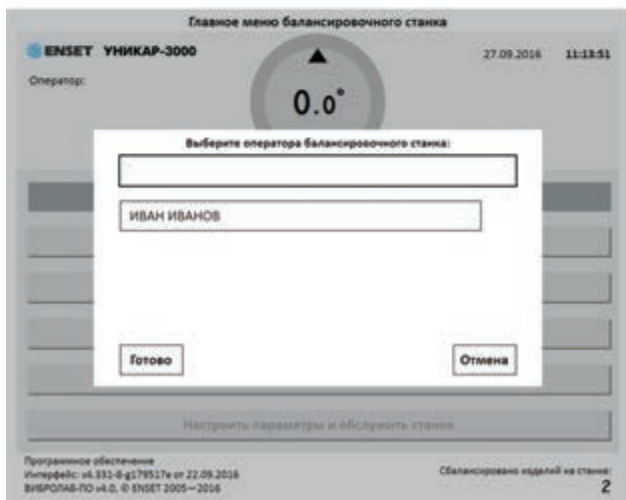 Главное меню балансировочного станка
ENSET УНИКАР-3000
27.09.2016 11:13:51
Оператор:
0.0°
Выберите оператора балансировочного станка:
ИВАН ИВАНОВ
Готово
Отмена
Настроить параметры и обслужить станок
Программное обеспечение
Интерфейс: v4.331-8-g179517e от 22.09.2016
ВИБРОЛАБ-ПО v4.0, © ENSET 2005—2016
Сбалансировано изделий на станке:
2